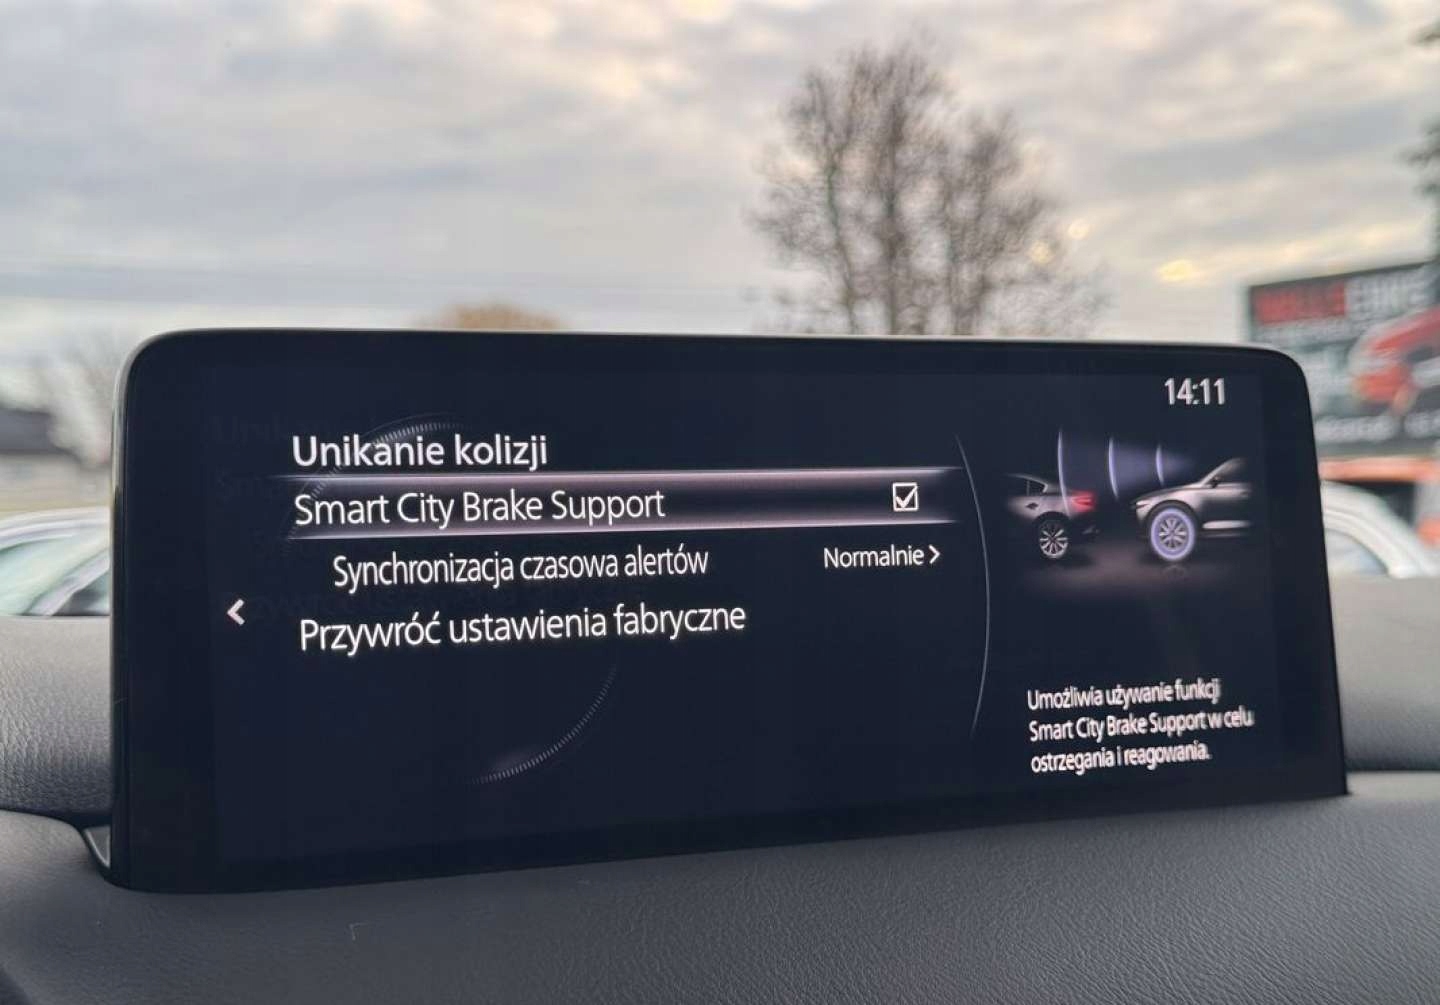 14:11
Unikanie kolizji
Smart City Brake Support
Synchronizacja czasowa alertów Normalnie
Przywróć ustawienia fabryczne
Umożliwia używanie funkcji
Smart City Brake Support w celu
ostrzegania i reagowania.